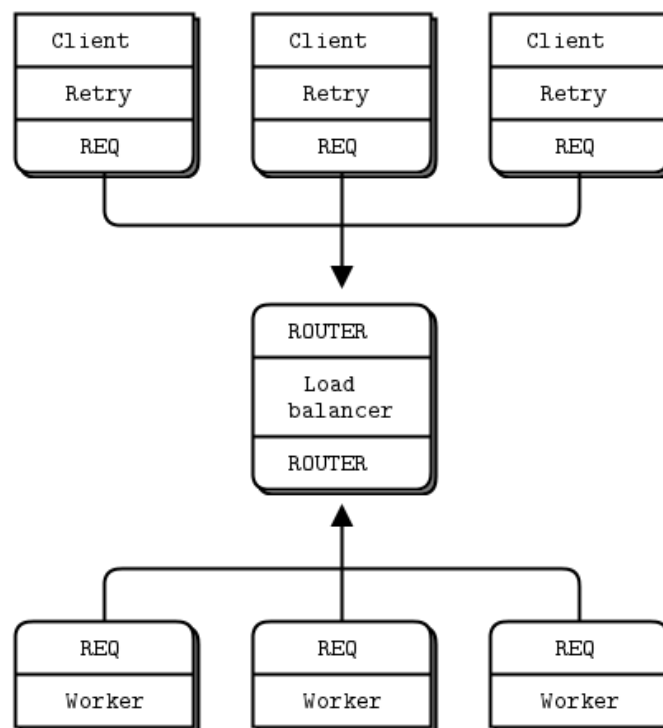 Client Client Client
Retry Retry Retry
REQ REQ REQ
ROUTER
Load
balancer
ROUTER
REQ REQ REQ
Worker Worker Worker